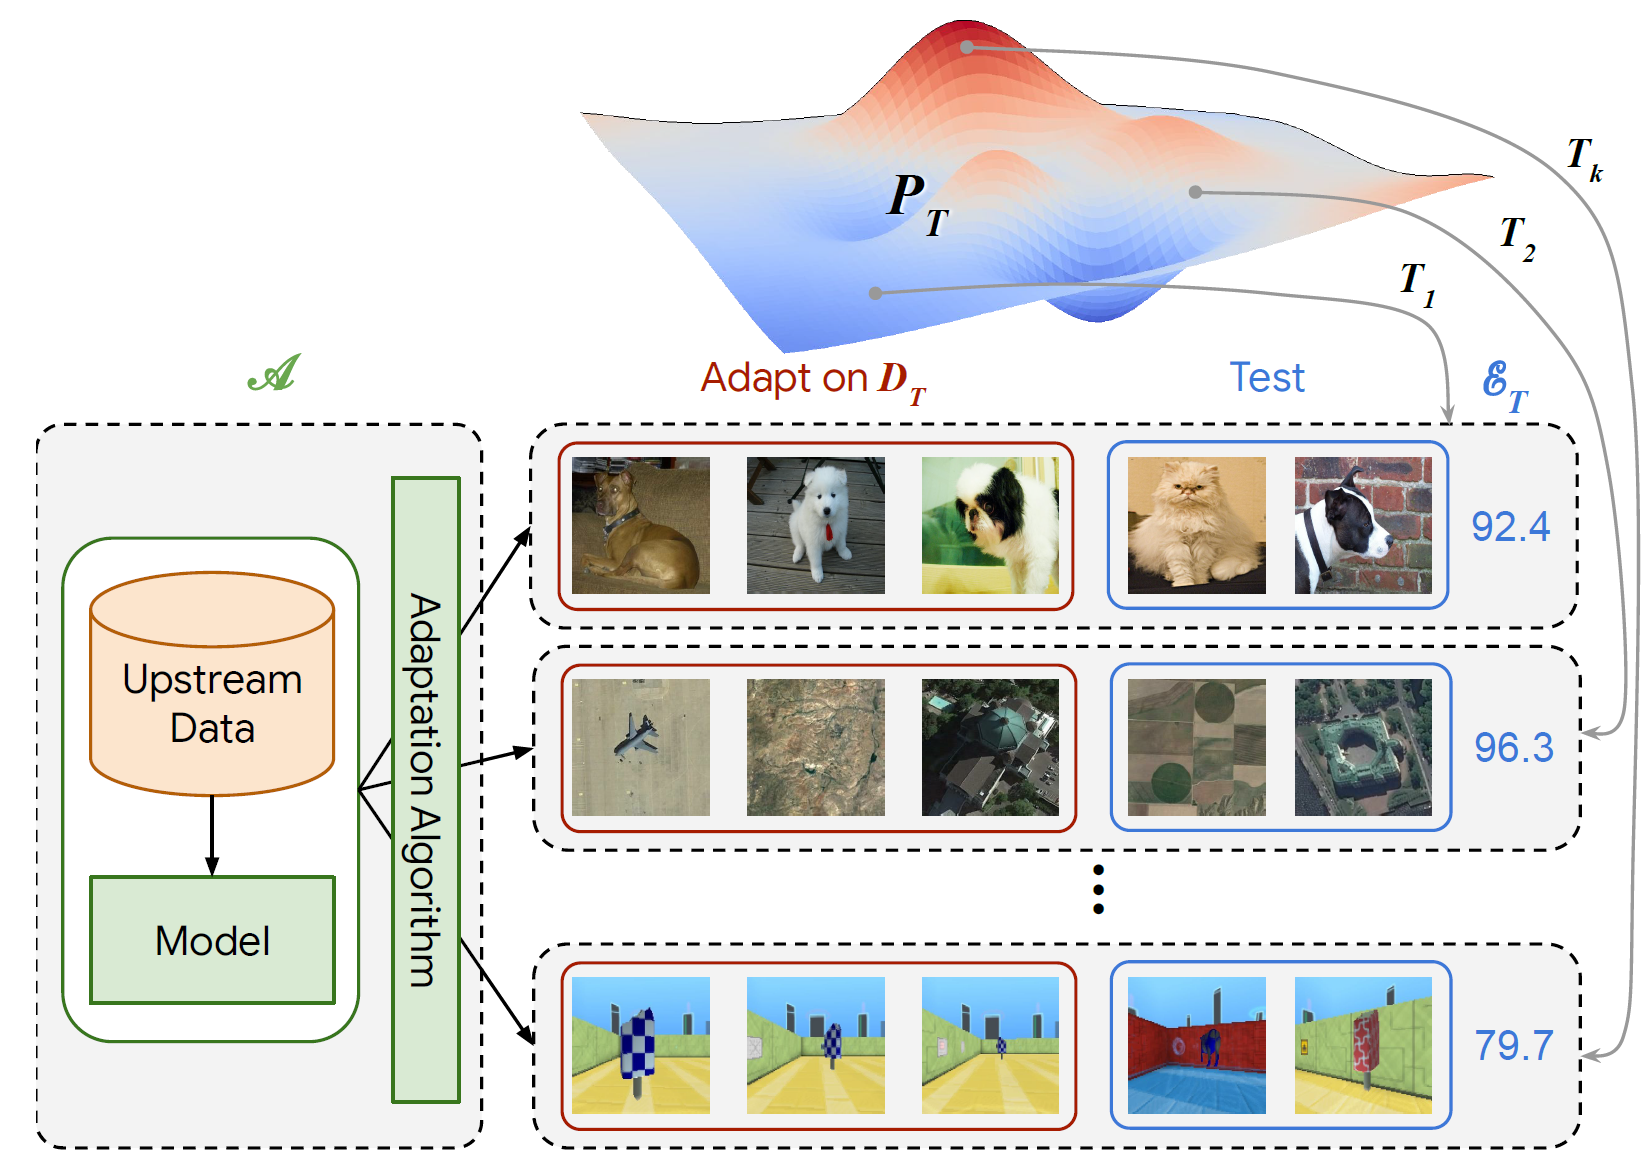 P_T
T_k
T_2
T_1
𝒜
Adapt on D_T
Test
ℰ_T
Upstream
Data
Model
Adaptation Algorithm
92.4
96.3
79.7